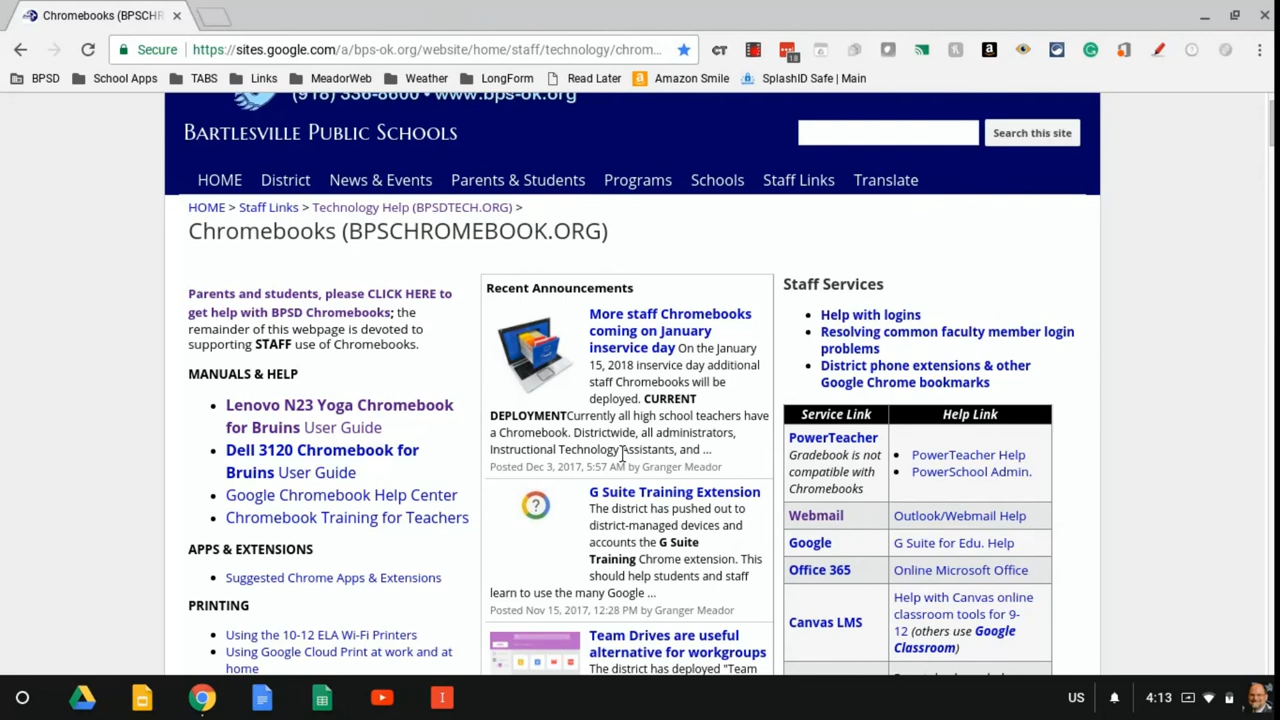 Chromebooks (BPSCHR
Secure
https://sites.google.com/a/bps-ok.org/website/home/staff/technology/chrom...
CT
18
BPSD
School Apps
TABS
Links
MeadorWeb
Weather
LongForm
Read Later
Amazon Smile
SplashID Safe | Main
(918) 336-8600 • www.bps-ok.org
Bartlesville Public Schools
Search this site
HOME
District
News & Events
Parents & Students
Programs
Schools
Staff Links
Translate
HOME > Staff Links > Technology Help (BPSDTECH.ORG) >
Chromebooks (BPSCHROMEBOOK.ORG)
Parents and students, please CLICK HERE to
get help with BPSD Chromebooks; the
remainder of this webpage is devoted to
supporting STAFF use of Chromebooks.
MANUALS & HELP
Lenovo N23 Yoga Chromebook
for Bruins User Guide
Dell 3120 Chromebook for
Bruins User Guide
Google Chromebook Help Center
Chromebook Training for Teachers
APPS & EXTENSIONS
Suggested Chrome Apps & Extensions
PRINTING
Using the 10-12 ELA Wi-Fi Printers
Using Google Cloud Print at work and at
home
Recent Announcements
More staff Chromebooks
coming on January
inservice day On the January
15, 2018 inservice day additional
staff Chromebooks will be
deployed. CURRENT
DEPLOYMENTCurrently all high school teachers have
a Chromebook. Districtwide, all administrators,
Instructional Technology Assistants, and ...
Posted Dec 3, 2017, 5:57 AM by Granger Meador
G Suite Training Extension
The district has pushed out to
district-managed devices and
accounts the G Suite
Training Chrome extension. This
should help students and staff
learn to use the many Google ...
Posted Nov 15, 2017, 12:28 PM by Granger Meador
Team Drives are useful
alternative for workgroups
The district has deployed "Team
Staff Services
Help with logins
Resolving common faculty member login
problems
District phone extensions & other
Google Chrome bookmarks
Service Link
Help Link
PowerTeacher
Gradebook is not
compatible with
Chromebooks
PowerTeacher Help
PowerSchool Admin.
Webmail
Outlook/Webmail Help
Google
G Suite for Edu. Help
Office 365
Online Microsoft Office
Canvas LMS
Help with Canvas online
classroom tools for 9-
12 (others use Google
Classroom)
US
4:13